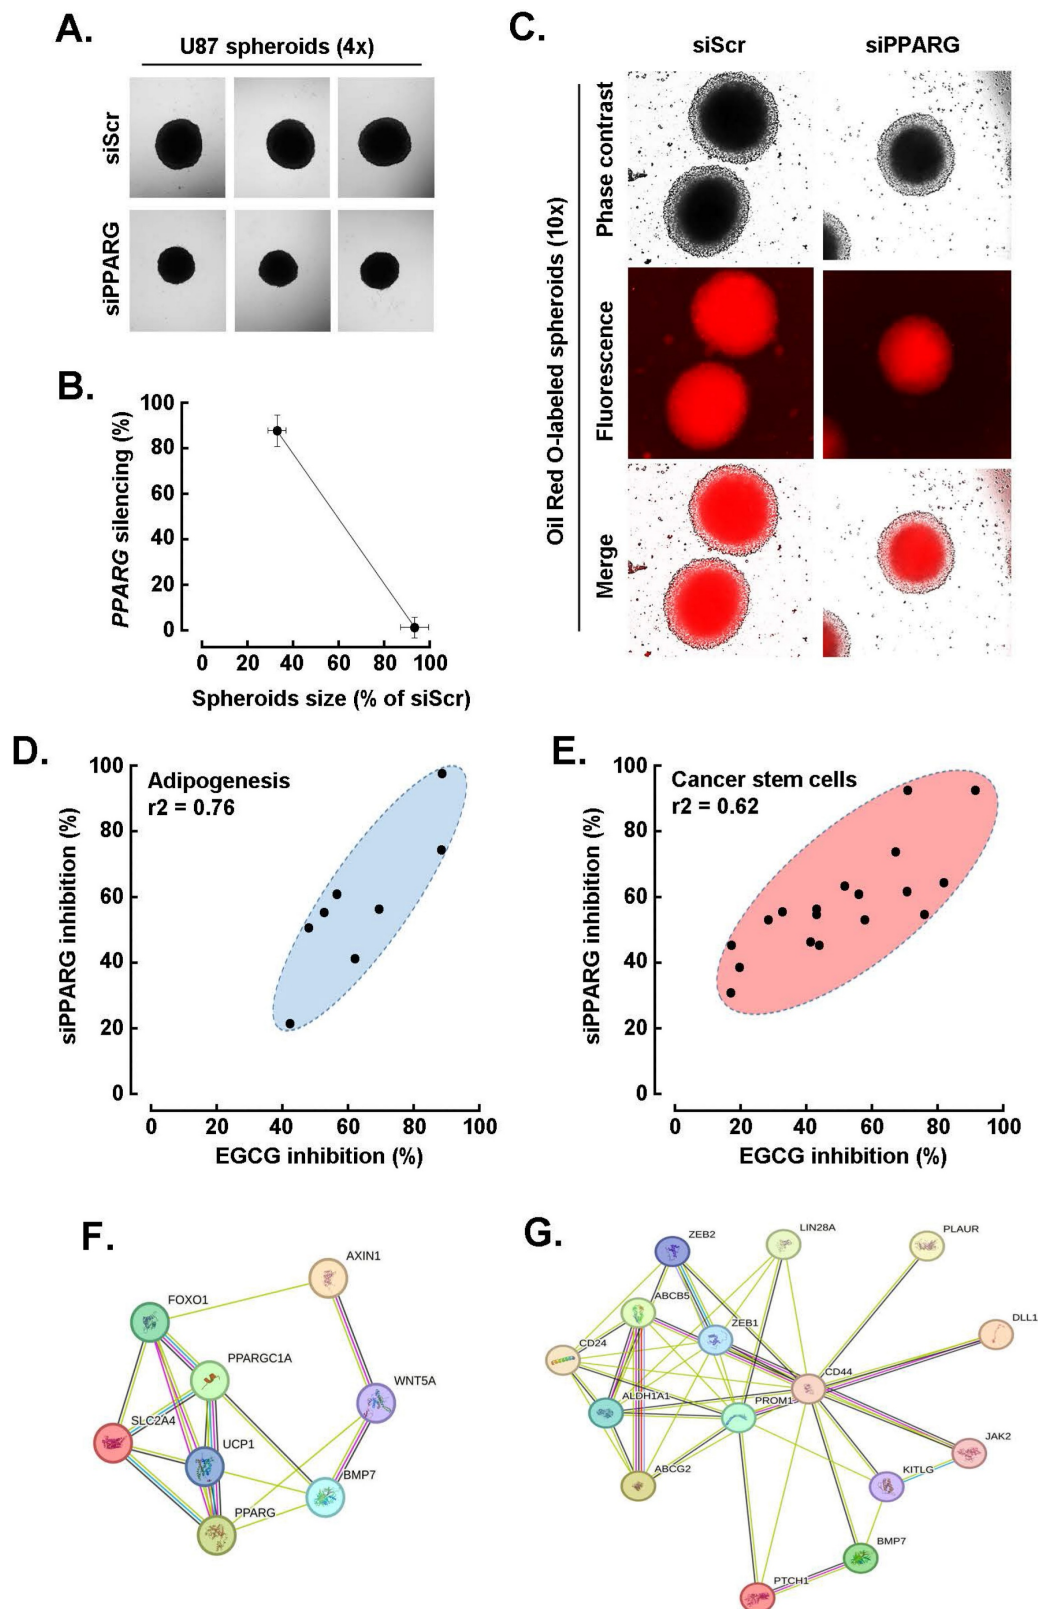 A.
U87 spheroids (4x)
siScr
siPPARG
B.
PPARG silencing (%)
100
80
60
40
20
0
0 20 40 60 80 100
Spheroids size (% of siScr)
C.
siScr siPPARG
Oil Red O-labeled spheroids (10x)
Phase contrast
Fluorescence
Merge
D.
Adipogenesis
r2 = 0.76
siPPARG inhibition (%)
100
80
60
40
20
0
0 20 40 60 80 100
EGCG inhibition (%)
E.
Cancer stem cells
r2 = 0.62
siPPARG inhibition (%)
100
80
60
40
20
0
0 20 40 60 80 100
EGCG inhibition (%)
F.
AXIN1
FOXO1
PPARGC1A
WNT5A
SLC2A4
UCP1
BMP7
PPARG
G.
ZEB2
LIN28A
PLAUR
ABCB5
ZEB1
DLL1
CD24
CD44
ALDH1A1
PROM1
JAK2
ABCG2
KITLG
BMP7
PTCH1